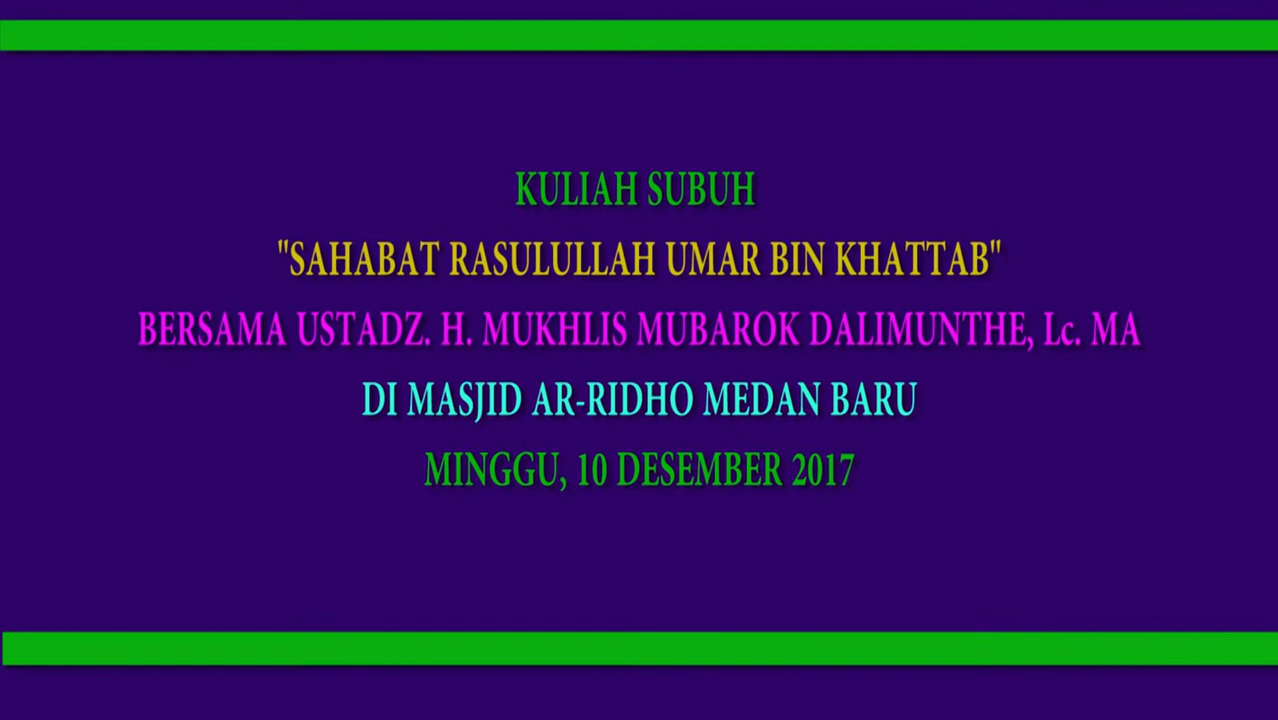 KULIAH SUBUH
"SAHABAT RASULULLAH UMAR BIN KHATTAB"
BERSAMA USTADZ. H. MUKHLIS MUBAROK DALIMUNTHE, Lc. MA
DI MASJID AR-RIDHO MEDAN BARU
MINGGU, 10 DESEMBER 2017